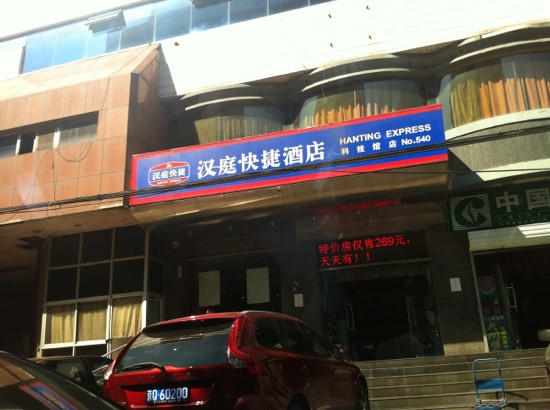 汉庭快捷
汉庭快捷酒店
HANTING EXPRESS
科技馆店 No.540
特价房仅售269元,
天天有！！
中国
Q·60200